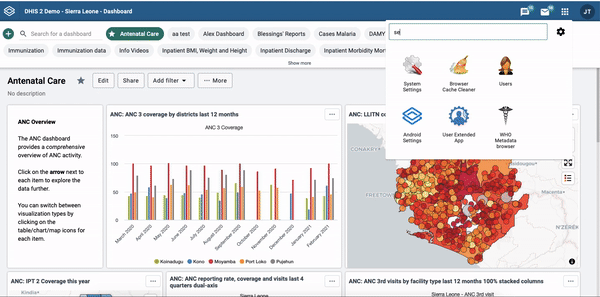 DHIS 2 Demo - Sierra Leone - Dashboard
JT
Search for a dashboard
Antenatal Care
aa test
Alex Dashboard
Blessings' Reports
Cases Malaria
DAMY
Immunization
Immunization data
Info Videos
Inpatient BMI, Weight and Height
Inpatient Discharge
Inpatient Morbidity Mort
Show more
se
System
Settings
Browser
Cache Cleaner
Users
Android
Settings
User Extended
App
WHO
Metadata
browser
Antenatal Care
Edit
Share
Add filter
More
No description
ANC Overview
The ANC dashboard
provides a comprehensive
overview of ANC activity.
Click on the arrow next to
each item to explore the
data further.
You can switch
between visualization
types by clicking on
the table/chart/map icons for
each item.
ANC: ANC 3 coverage by districts last 12 months
ANC 3 Coverage
150
100
50
0
March 2020
April 2020
May 2020
June 2020
July 2020
August 2020
September 2020
October 2020
November 2020
December 2020
January 2021
February 2021
Koinadugu
Kono
Moyamba
Port Loko
Pujehun
ANC: LLITN c
CONAKRY
FREETOWN
N'ZÉRÉK
ANC: IPT 2 Coverage this year
ANC: ANC reporting rate, coverage and visits last 4
quarters dual-axis
Sierra Leone
ANC: ANC 3rd visits by facility type last 12 months 100% stacked columns
Sierra Leone - ANC 3rd visit